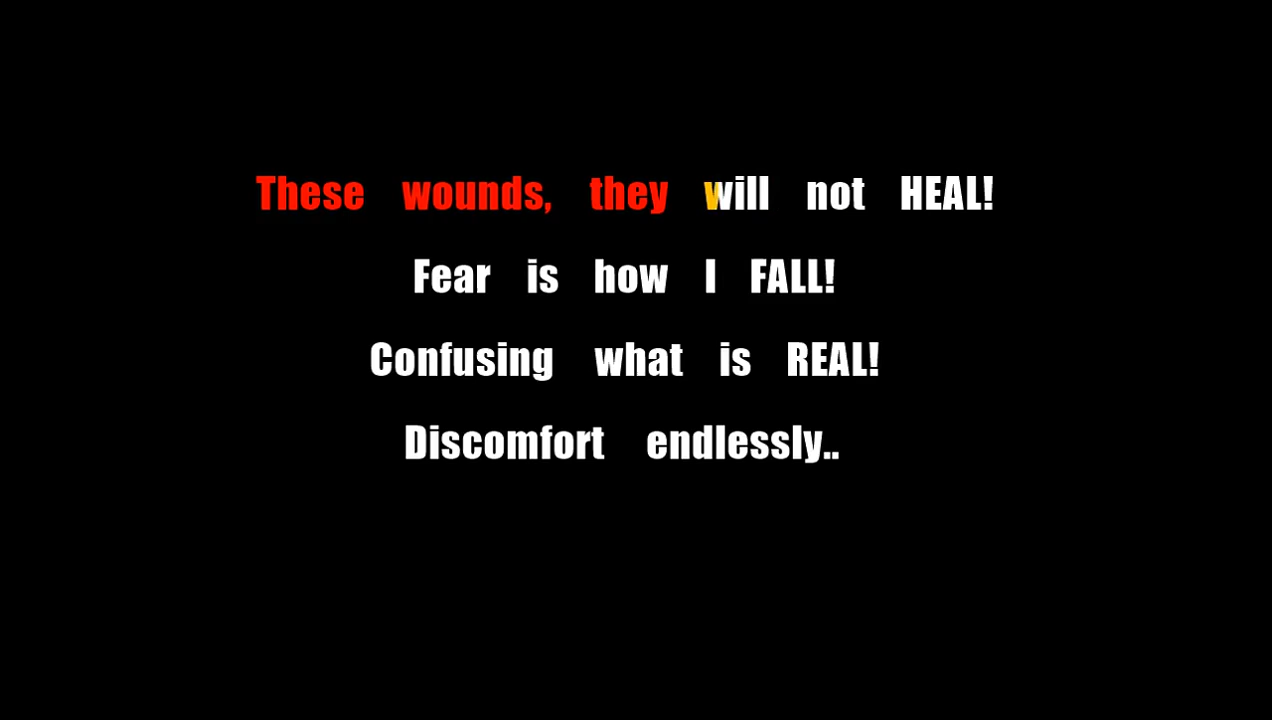 These wounds, they will not HEAL!
Fear is how I FALL!
Confusing what is REAL!
Discomfort endlessly..